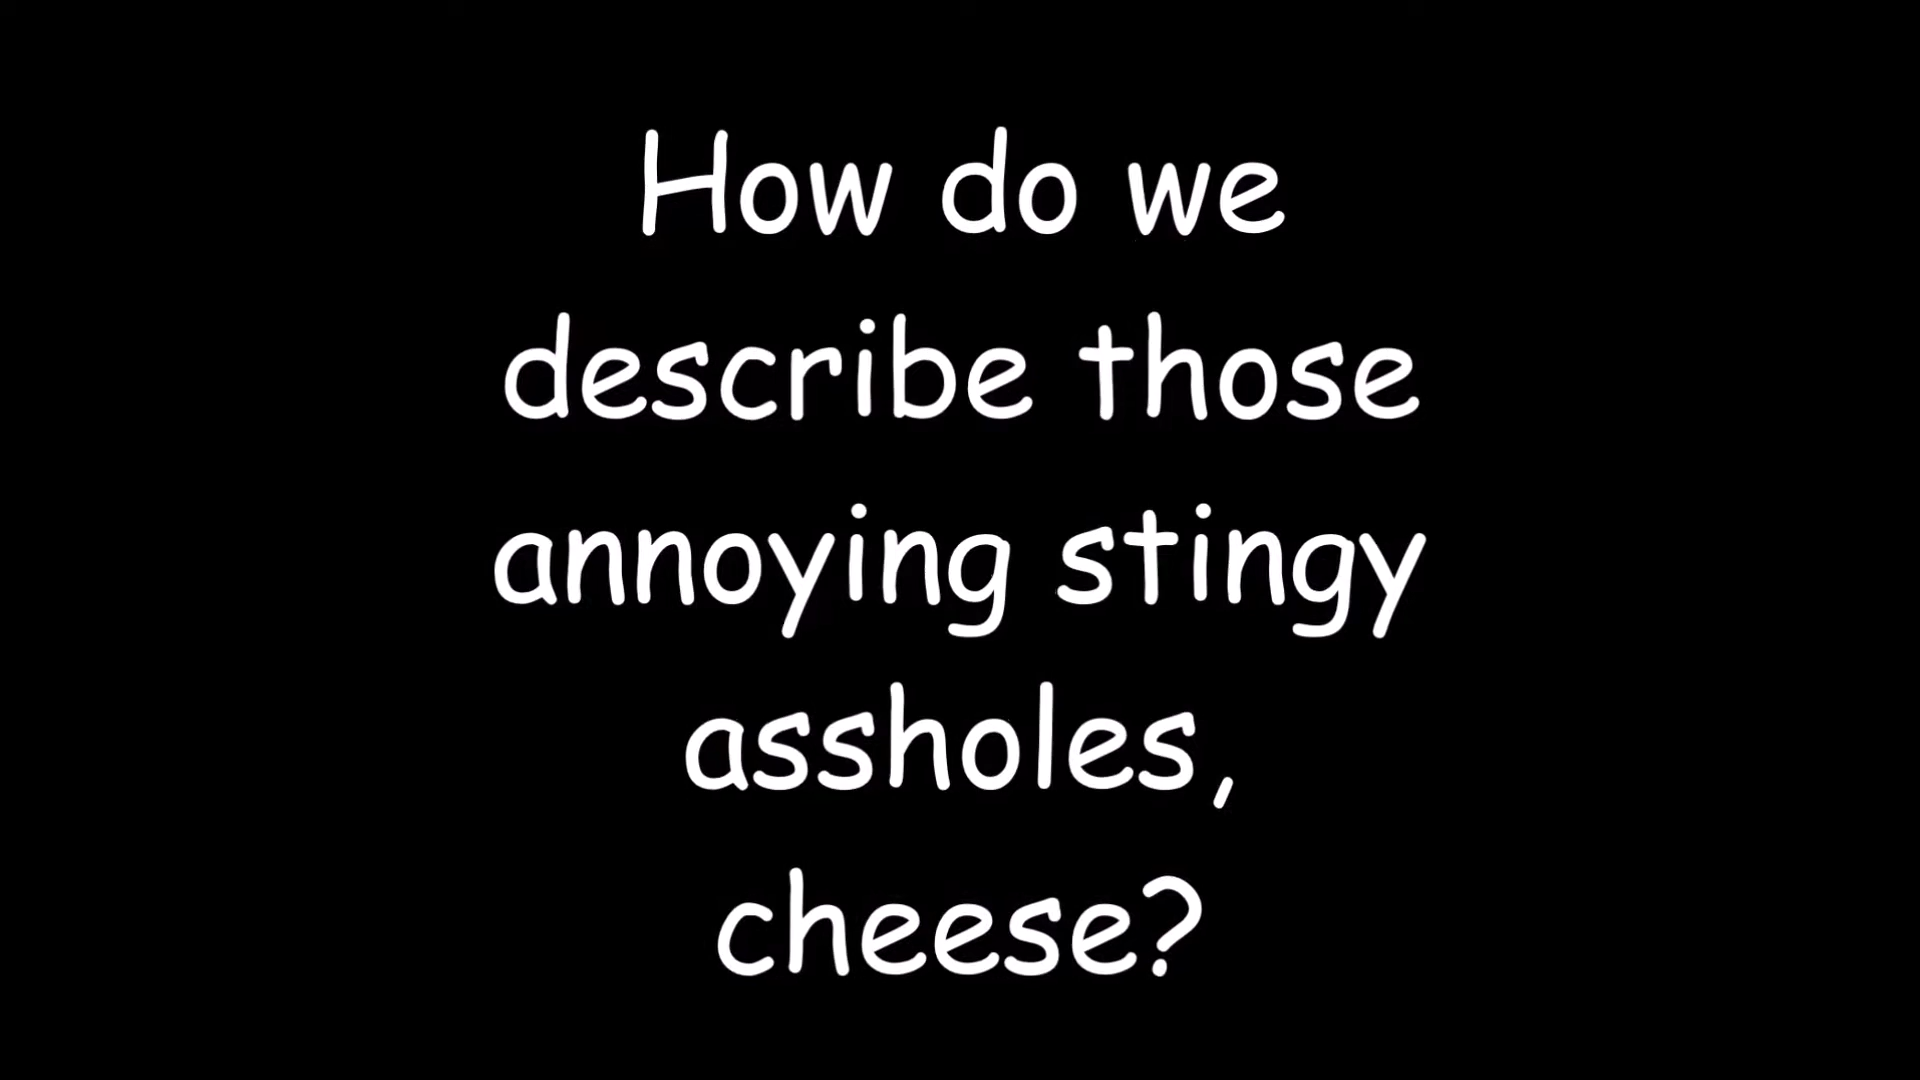 How do we
describe those
annoying stingy
assholes,
cheese?